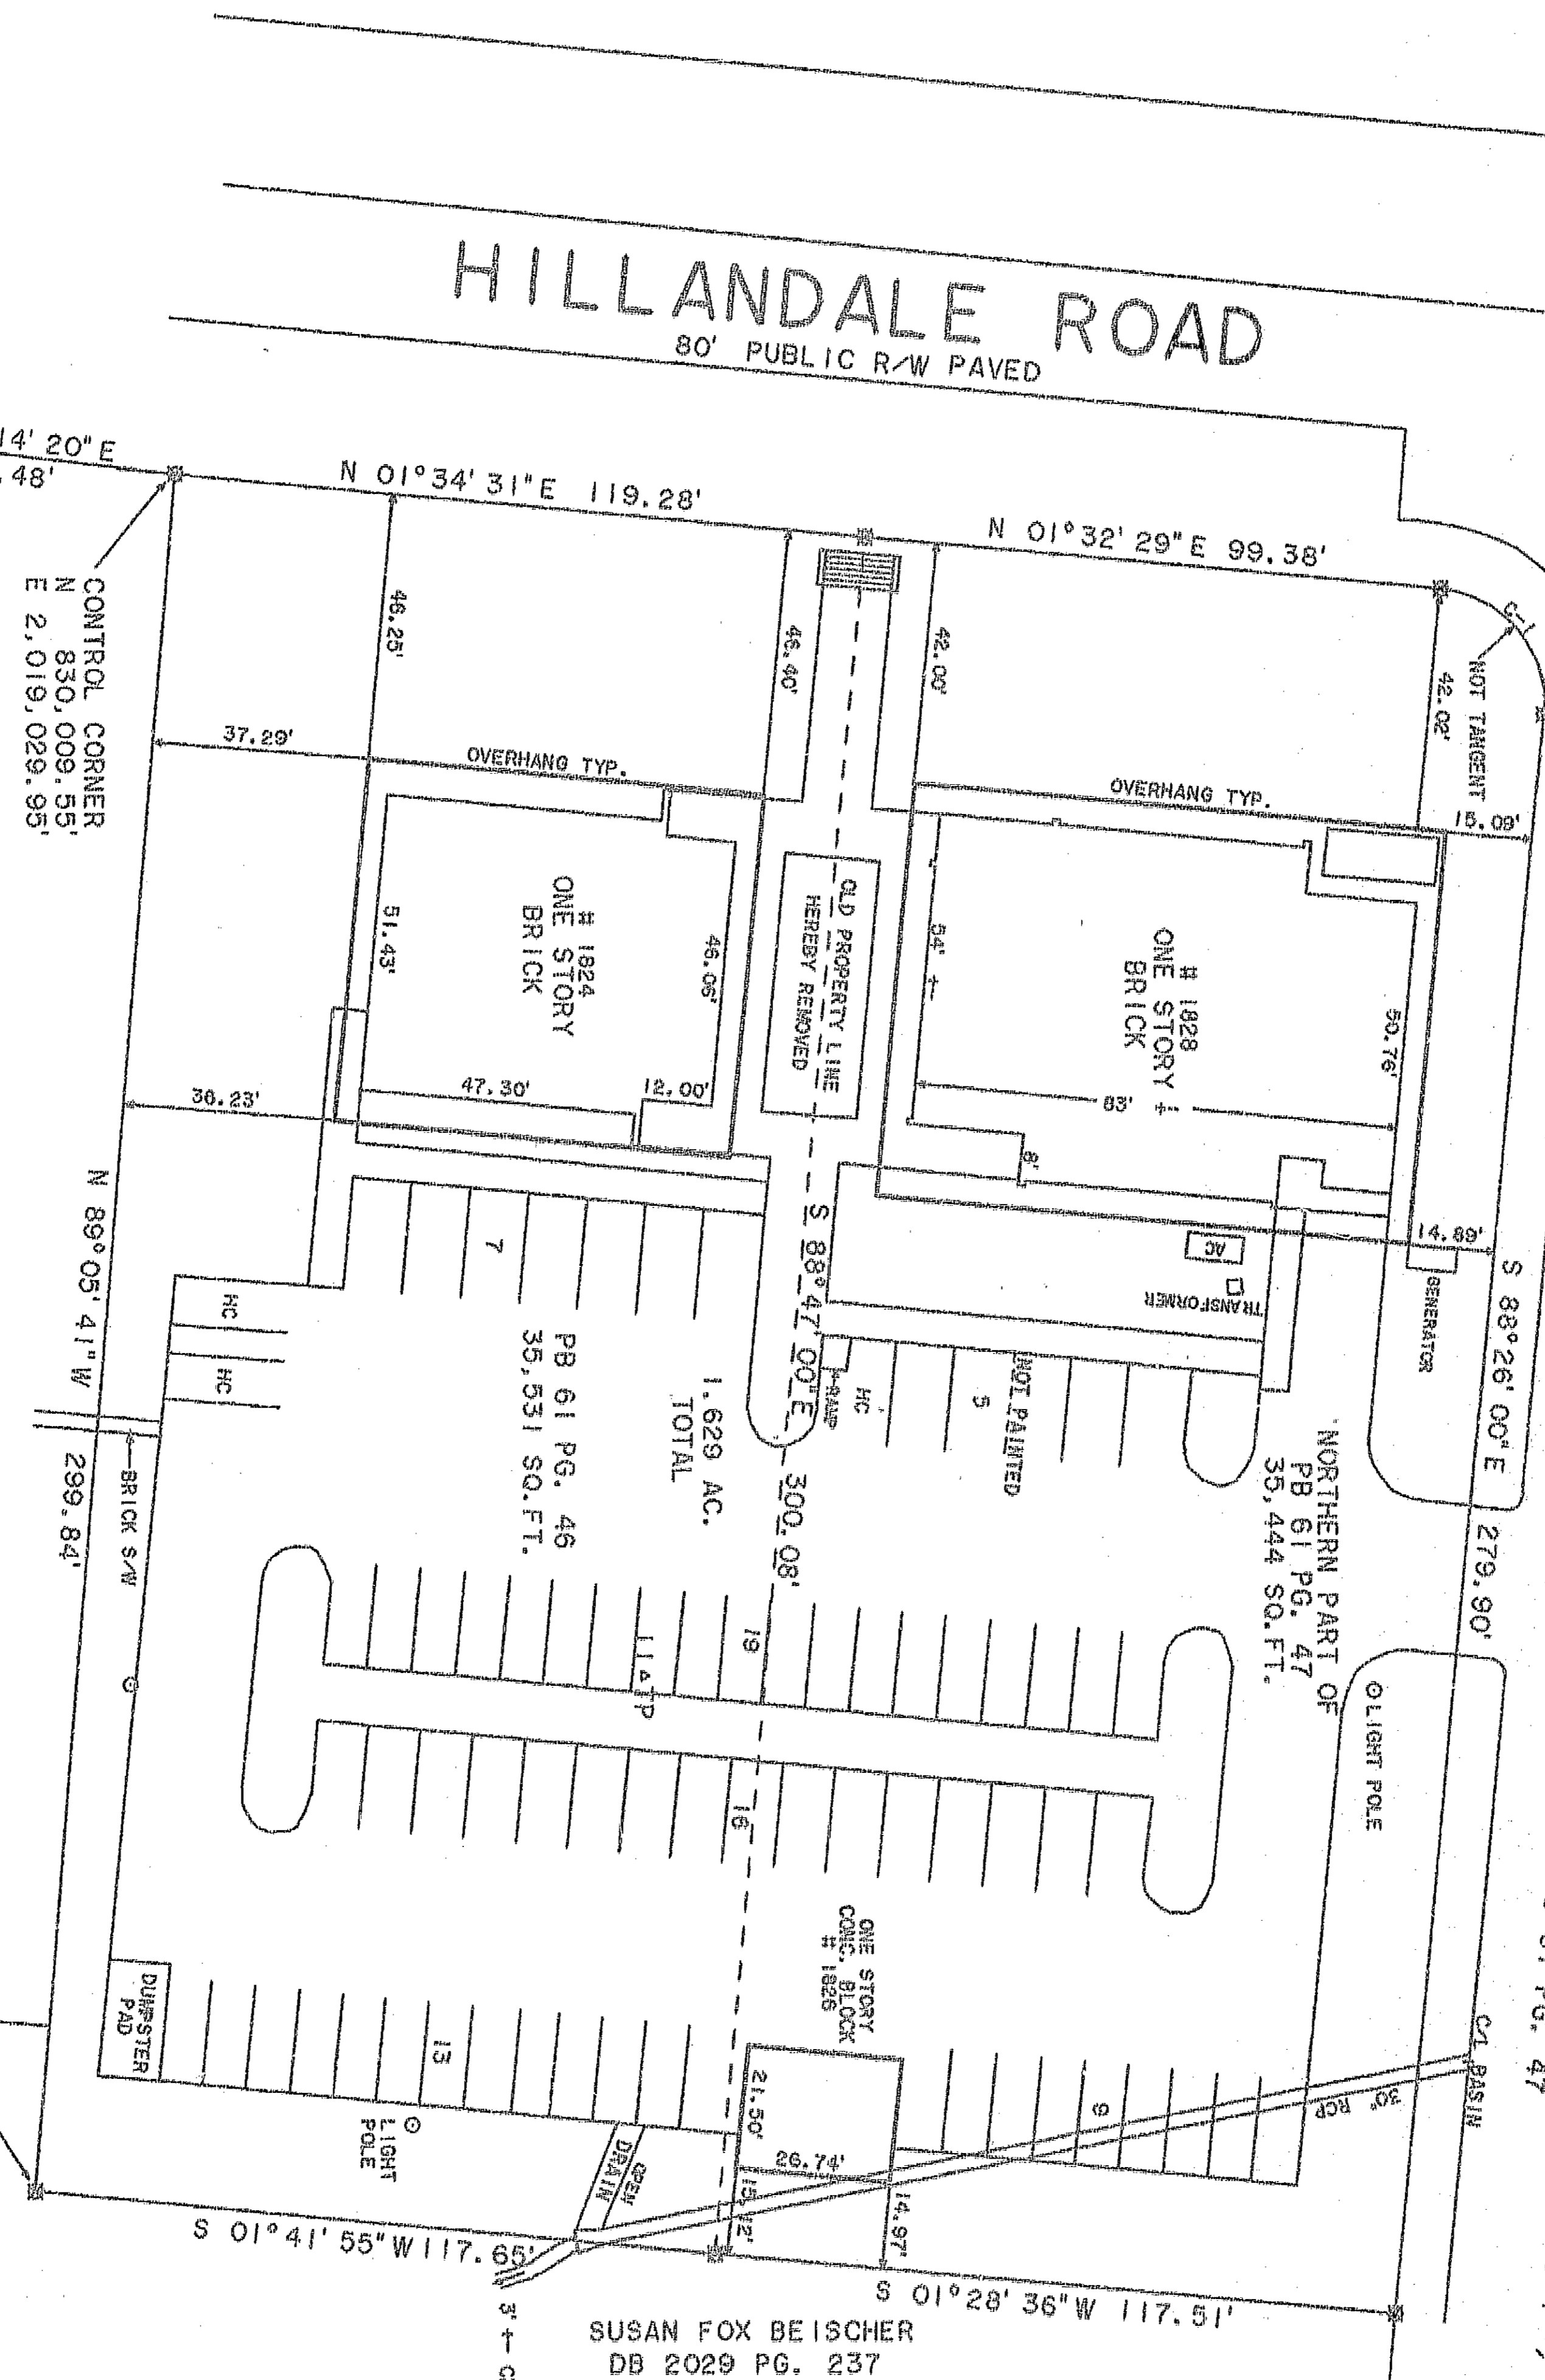 HILLANDALE ROAD
80' PUBLIC R/W PAVED
14' 20" E
.48'
N 01°34' 31"E 119.28'
N 01°32' 29"E 99.38'
C-1
NOT TANGENT
CONTROL CORNER
N 830,009.55'
E 2,019,029.95'
46.25'
46.40'
42.00'
42.02'
37.29'
OVERHANG TYP.
OVERHANG TYP.
15.09'
# 1824
ONE STORY
BRICK
51.43'
46.06'
47.30'
12.00'
36.23'
OLD PROPERTY LINE
HEREBY REMOVED
# 1828
ONE STORY
BRICK
54' +-
50.76'
83' +-
8'
14.89'
AC
TRANSFORMER
GENERATOR
S 88°26' 00"E 279.90'
S 88°47' 00"E 300.08'
7
HC
HC
N 89°05' 41" W 299.84'
BRICK S/W
RAMP
HC
5
NOT PAINTED
1.629 AC.
TOTAL
PB 61 PG. 46
35,531 SQ.FT.
NORTHERN PART OF
PB 61 PG. 47
35,444 SQ.FT.
LIGHT POLE
19
16
ONE STORY
CONC. BLOCK
# 1826
PG. 47
C/L BASIN
30" RCP
DUMPSTER
PAD
13
LIGHT
POLE
OPEN
DRAIN
21.50'
26.74'
15.12'
14.97'
9
S 01°41' 55"W 117.65'
S 01°28' 36"W 117.51'
3'
SUSAN FOX BEISCHER
DB 2029 PG. 237